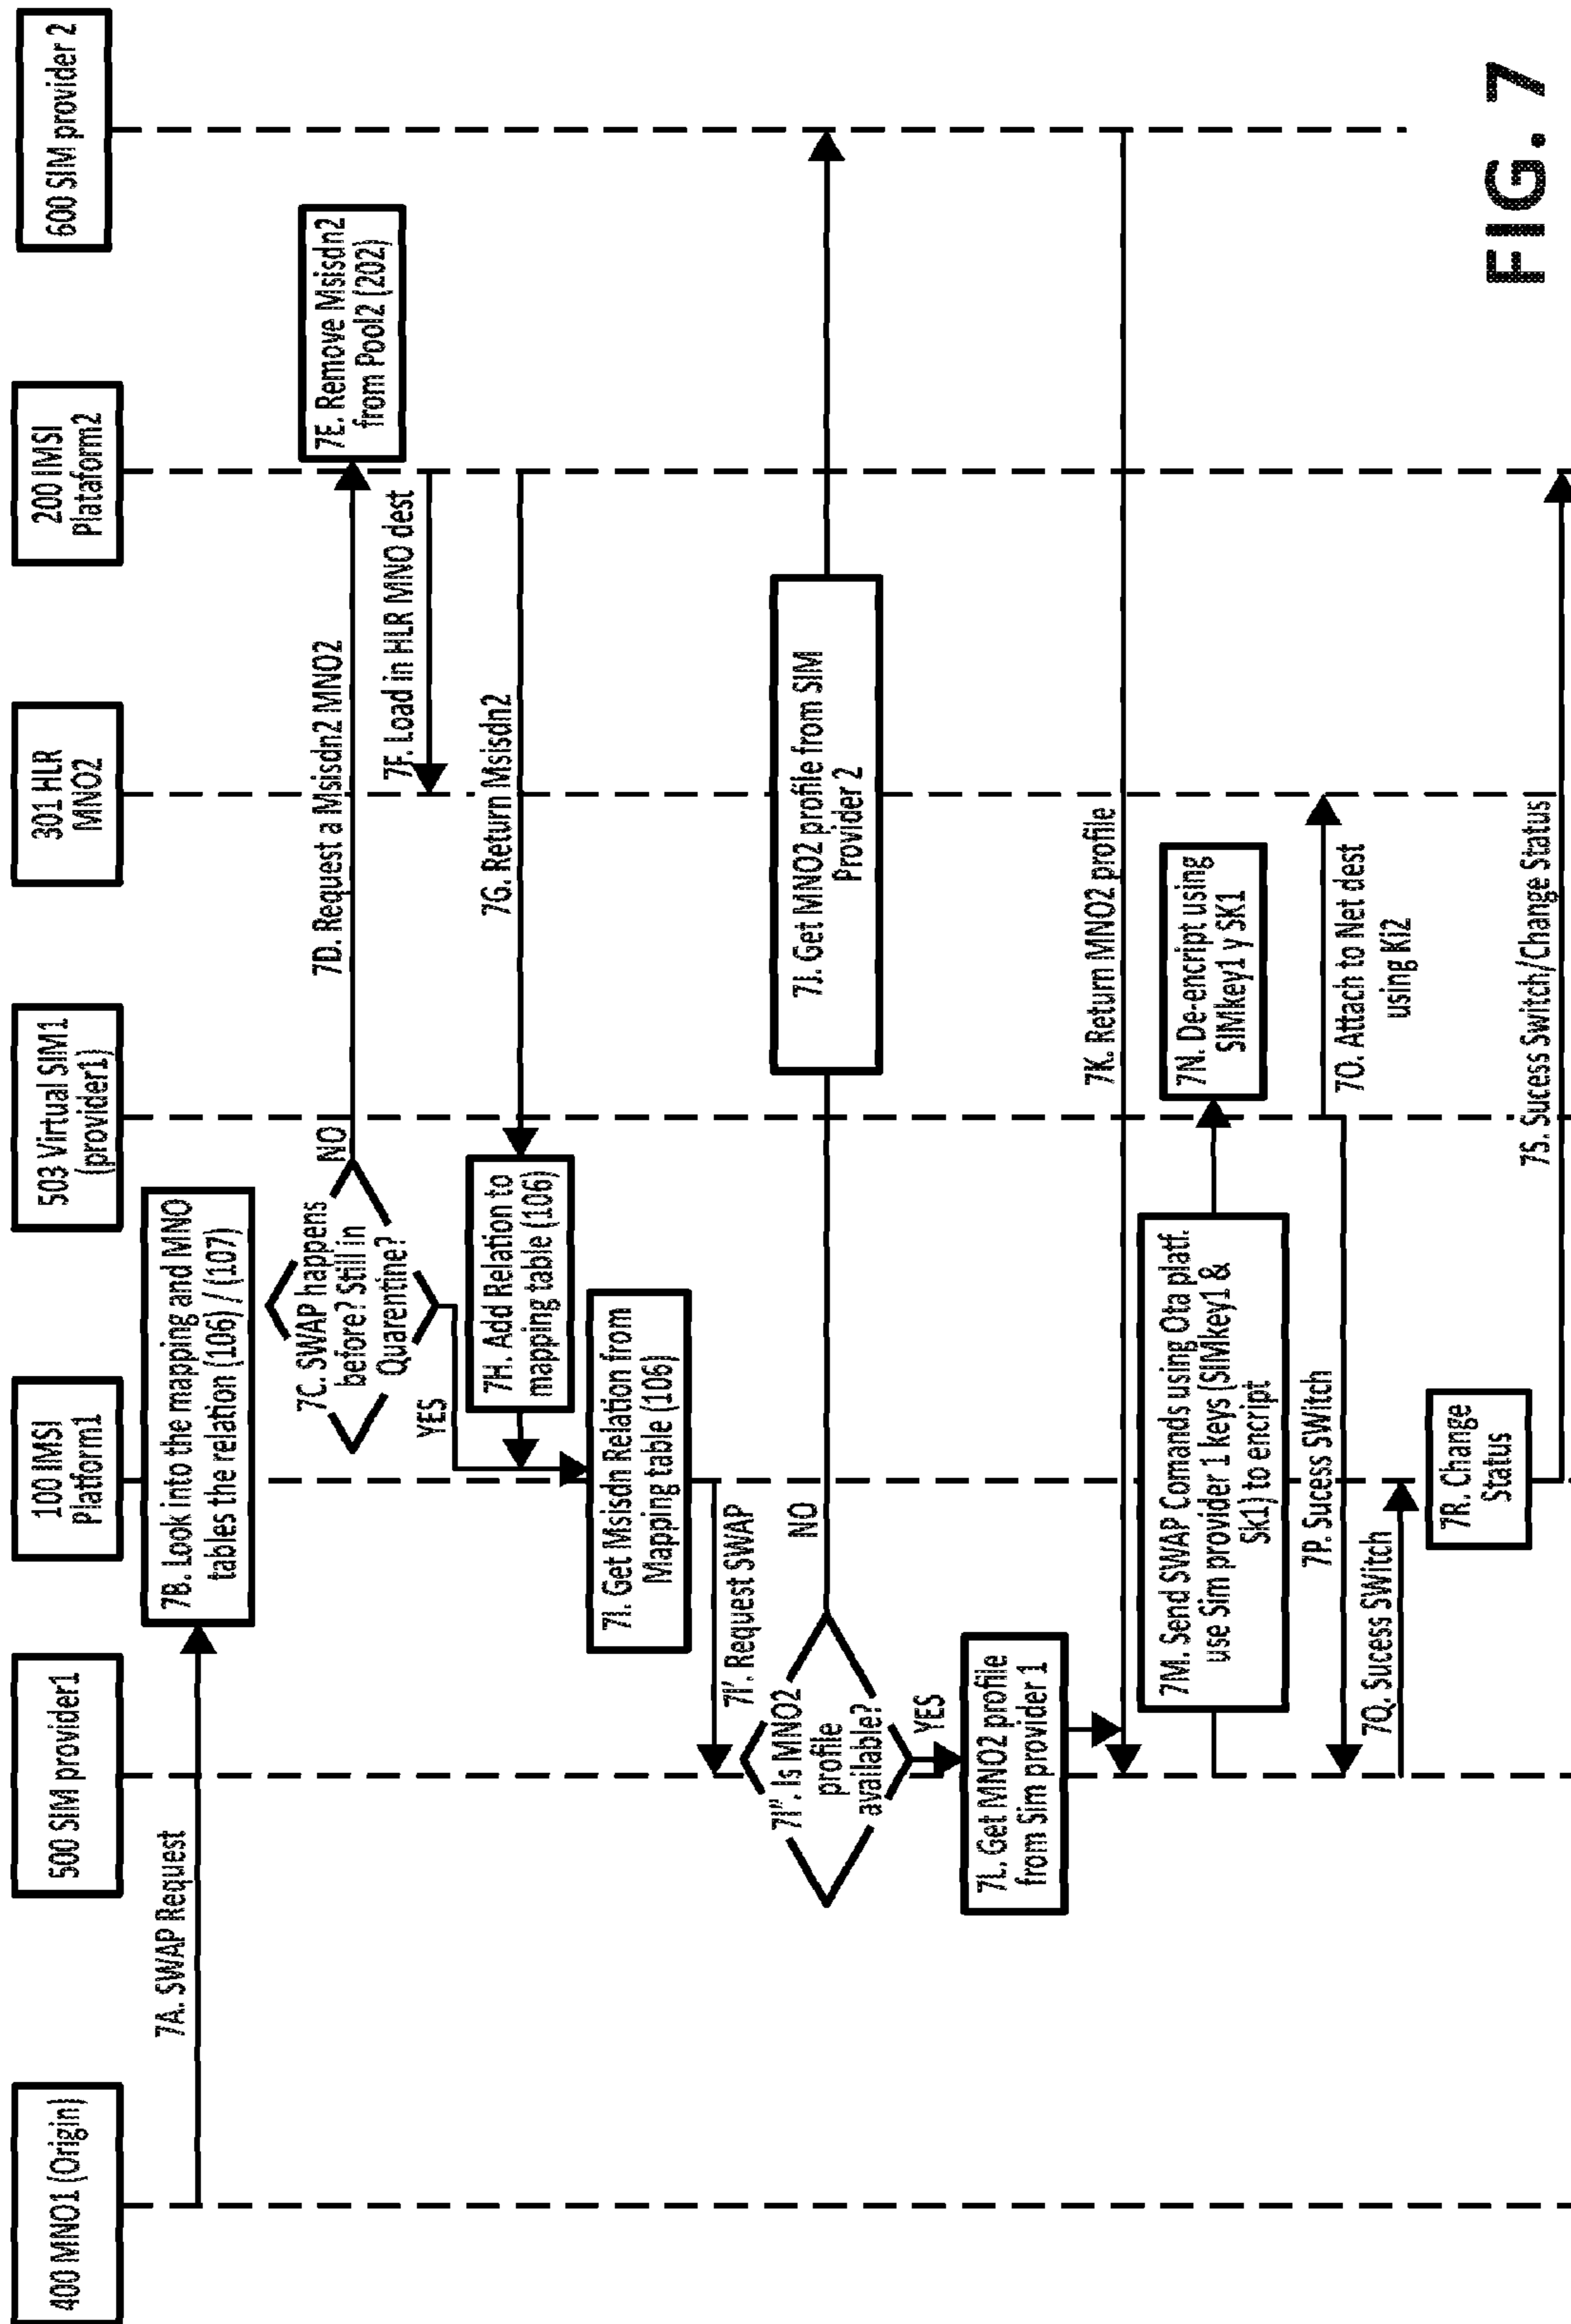 400 MNO1 (Origin)
500 SIM provider1
100 IMSI
Platform1
503 Virtual SIM1
(provider1)
301 HLR
MNO2
200 IMSI
Plataform2
600 SIM provider 2
7A. SWAP Request
7B. Look into the mapping and MNO
tables the relation (106) / (107)
7C. SWAP happens
before? Still in
Quarentine?
NO
YES
7D. Request a Msisdn2 MNO2
7E. Remove Msisdn2
from Pool2 (202)
7F. Load in HLR MNO dest
7G. Return Msisdn2
7H. Add Relation to
mapping table (106)
7I. Get Msisdn Relation from
Mapping table (106)
7I'. Request SWAP
7I". Is MNO2
profile
available?
NO
YES
7J. Get MNO2 profile from SIM
Provider 2
7K. Return MNO2 profile
7L. Get MNO2 profile
from Sim provider 1
7M. Send SWAP Comands using Ota platf.
use Sim provider 1 keys (SIMkey1 &
SK1) to encript
7N. De-encript using
SIMkey1 y SK1
7O. Attach to Net dest
using Ki2
7P. Sucess SWitch
7Q. Sucess SWitch
7R. Change
Status
7S. Sucess Switch/Change Status
FIG. 7